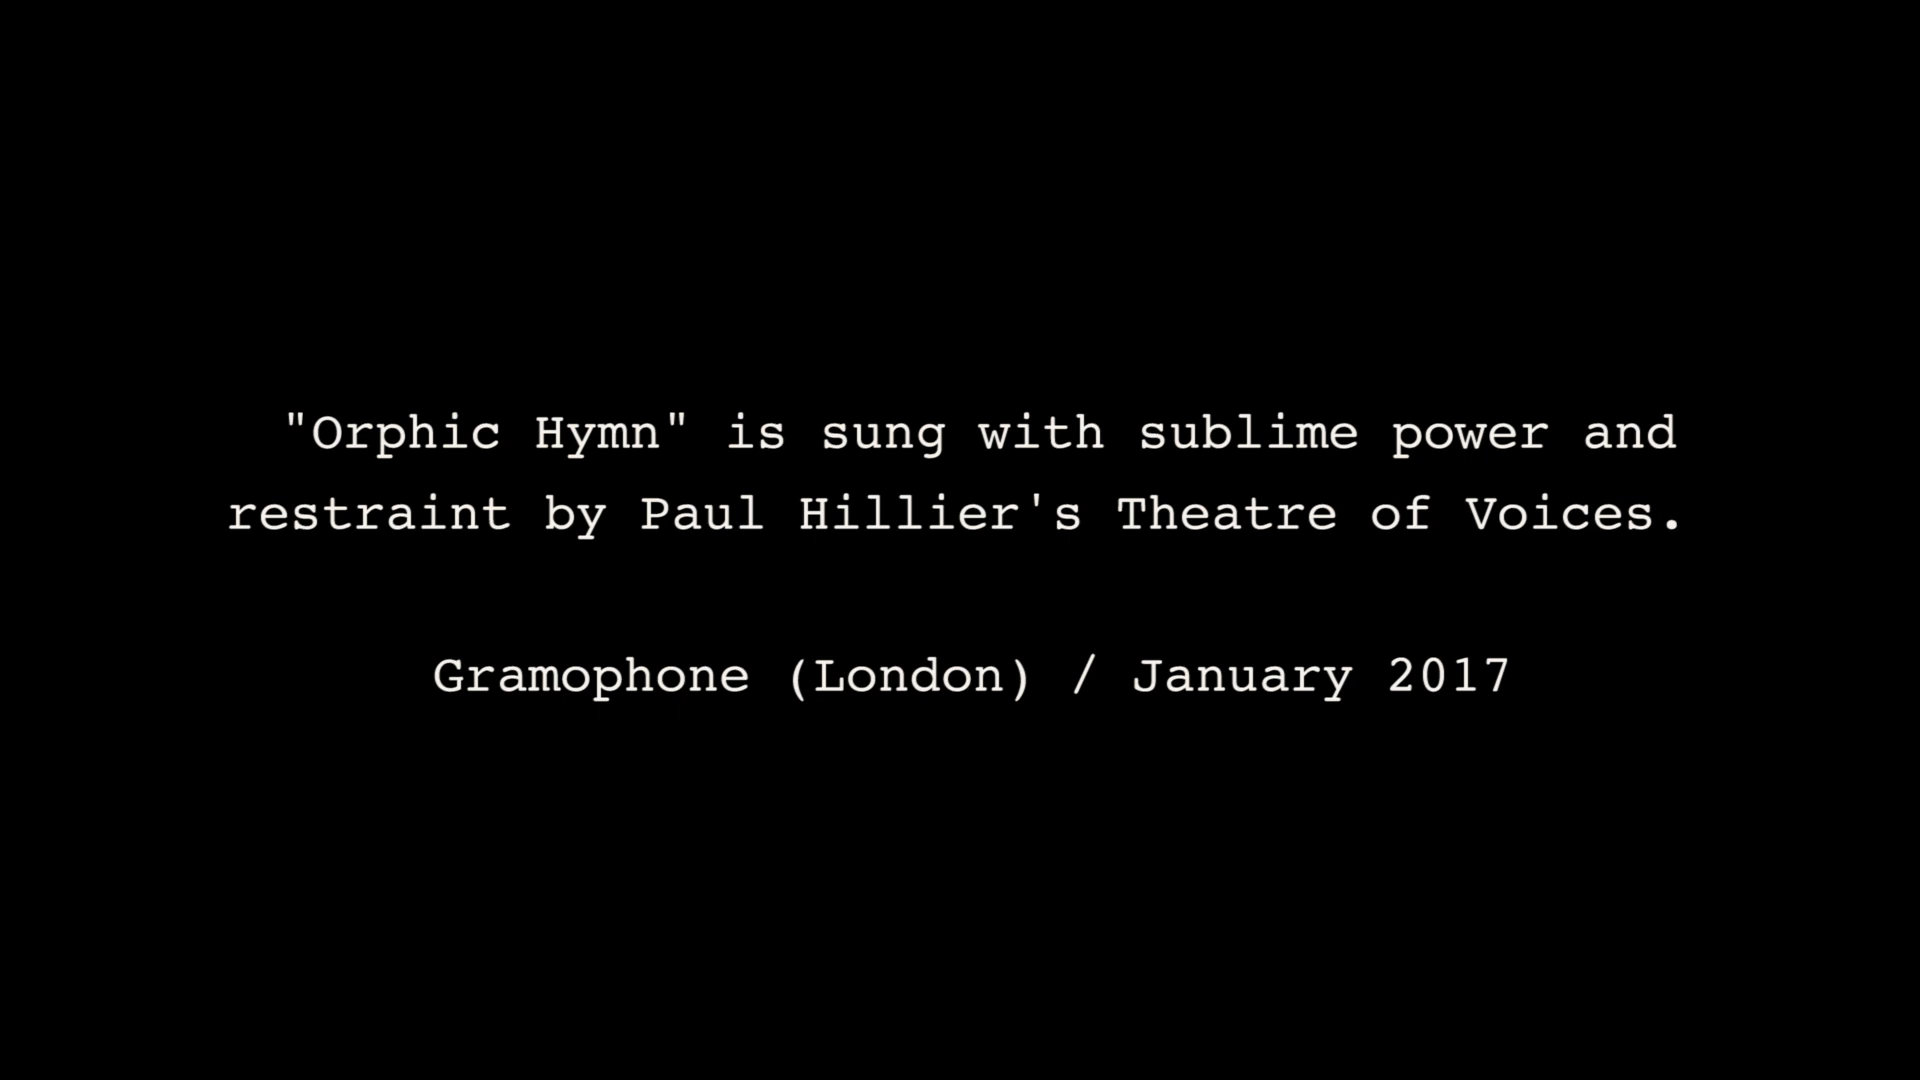 "Orphic Hymn" is sung with sublime power and
restraint by Paul Hillier's Theatre of Voices.
Gramophone (London) / January 2017